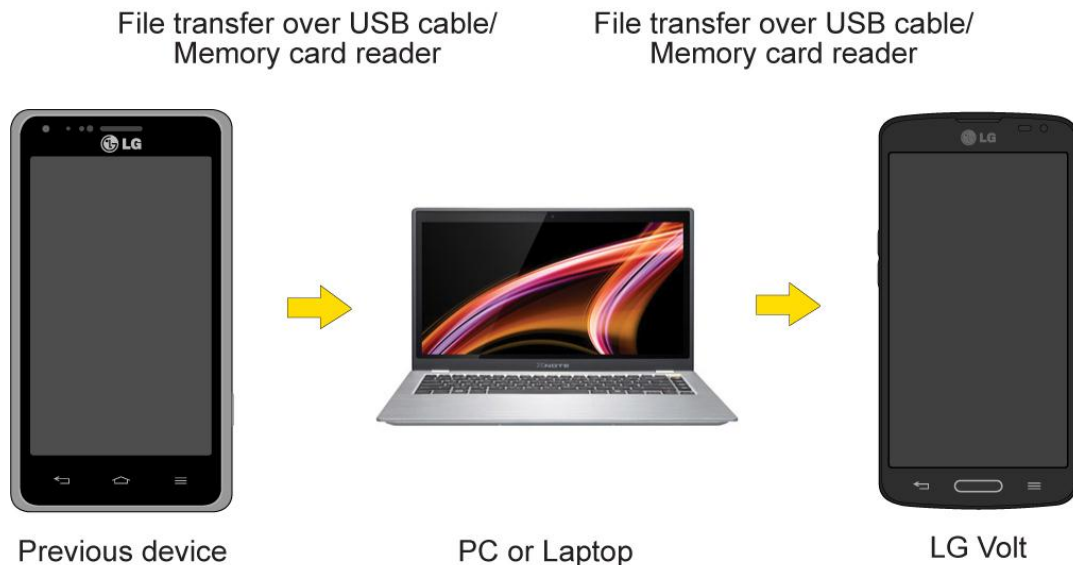 File transfer over USB cable/
Memory card reader
File transfer over USB cable/
Memory card reader
LG
LG
XNOTE
Previous device
PC or Laptop
LG Volt